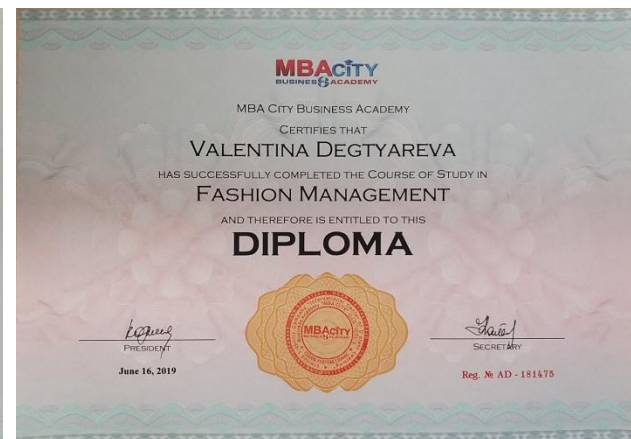 MBACITY
BUSINESS ACADEMY
MBA CITY BUSINESS ACADEMY
CERTIFIES THAT
VALENTINA DEGTYAREVA
HAS SUCCESSFULLY COMPLETED THE COURSE OF STUDY IN
FASHION MANAGEMENT
AND THEREFORE IS ENTITLED TO THIS
DIPLOMA
MBACITY
PRESIDENT
SECRETARY
June 16, 2019
Reg. № AD - 181475